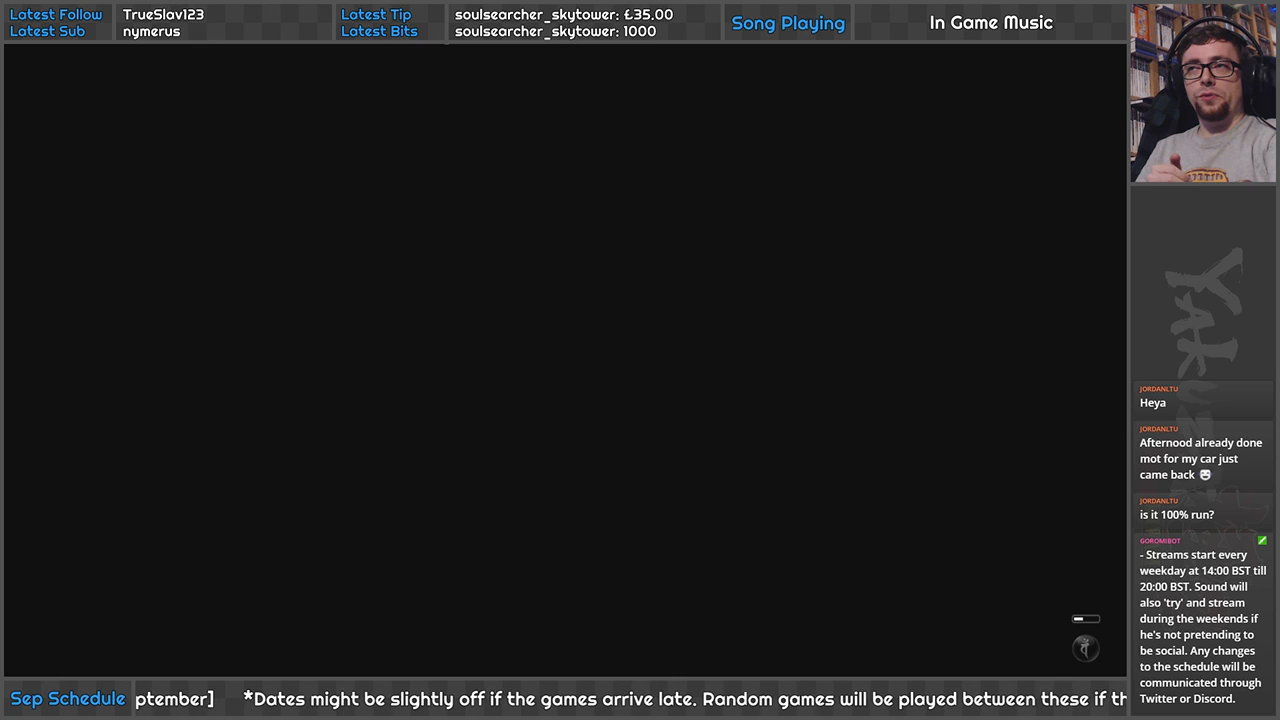 Latest Follow
TrueSlav123
Latest Sub
nymerus
Latest Tip
soulsearcher_skytower: £35.00
Latest Bits
soulsearcher_skytower: 1000
Song Playing
In Game Music
JORDANLTU
Heya
JORDANLTU
Afternood already done
mot for my car just
came back
JORDANLTU
is it 100% run?
GOROMIBOT
- Streams start every
weekday at 14:00 BST till
20:00 BST. Sound will
also 'try' and stream
during the weekends if
he's not pretending to
be social. Any changes
to the schedule will be
communicated through
Twitter or Discord.
Sep Schedule
ptember] *Dates might be slightly off if the games arrive late. Random games will be played between these if th